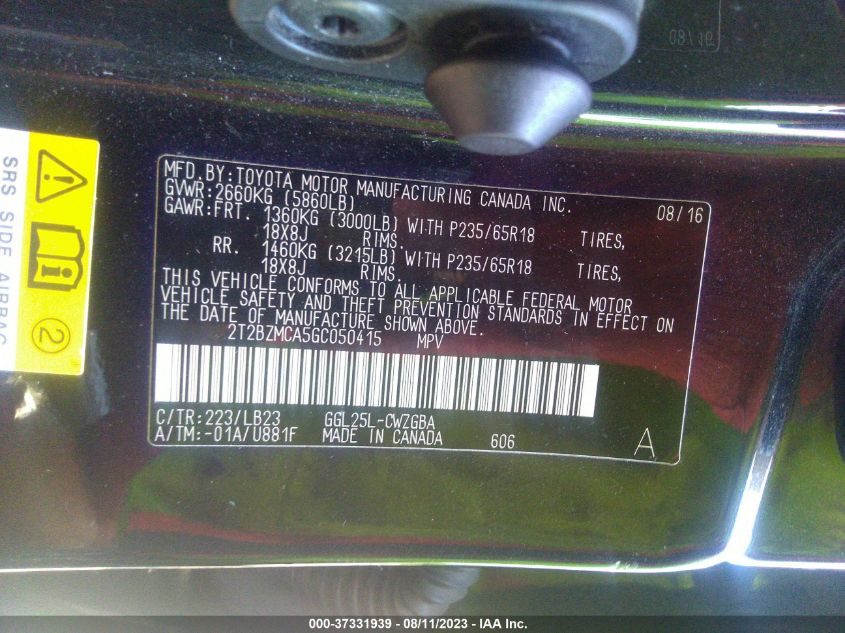 08/16
SRS SIDE AIRBAG
2
MFD.BY:TOYOTA MOTOR MANUFACTURING CANADA INC. 08/16
GVWR:2660KG (5860LB)
GAWR:FRT. 1360KG (3000LB) WITH P235/65R18 TIRES,
18X8J RIMS.
RR. 1460KG (3215LB) WITH P235/65R18 TIRES,
18X8J RIMS.
THIS VEHICLE CONFORMS TO ALL APPLICABLE FEDERAL MOTOR
VEHICLE SAFETY AND THEFT PREVENTION STANDARDS IN EFFECT ON
THE DATE OF MANUFACTURE SHOWN ABOVE.
2T2BZMCA5GC050415 MPV
C/TR:223/LB23 GGL25L-CWZGBA
A/TM:-01A/U881F MADE IN CANADA 606 A
000-37331939 - 08/11/2023 - IAA Inc.